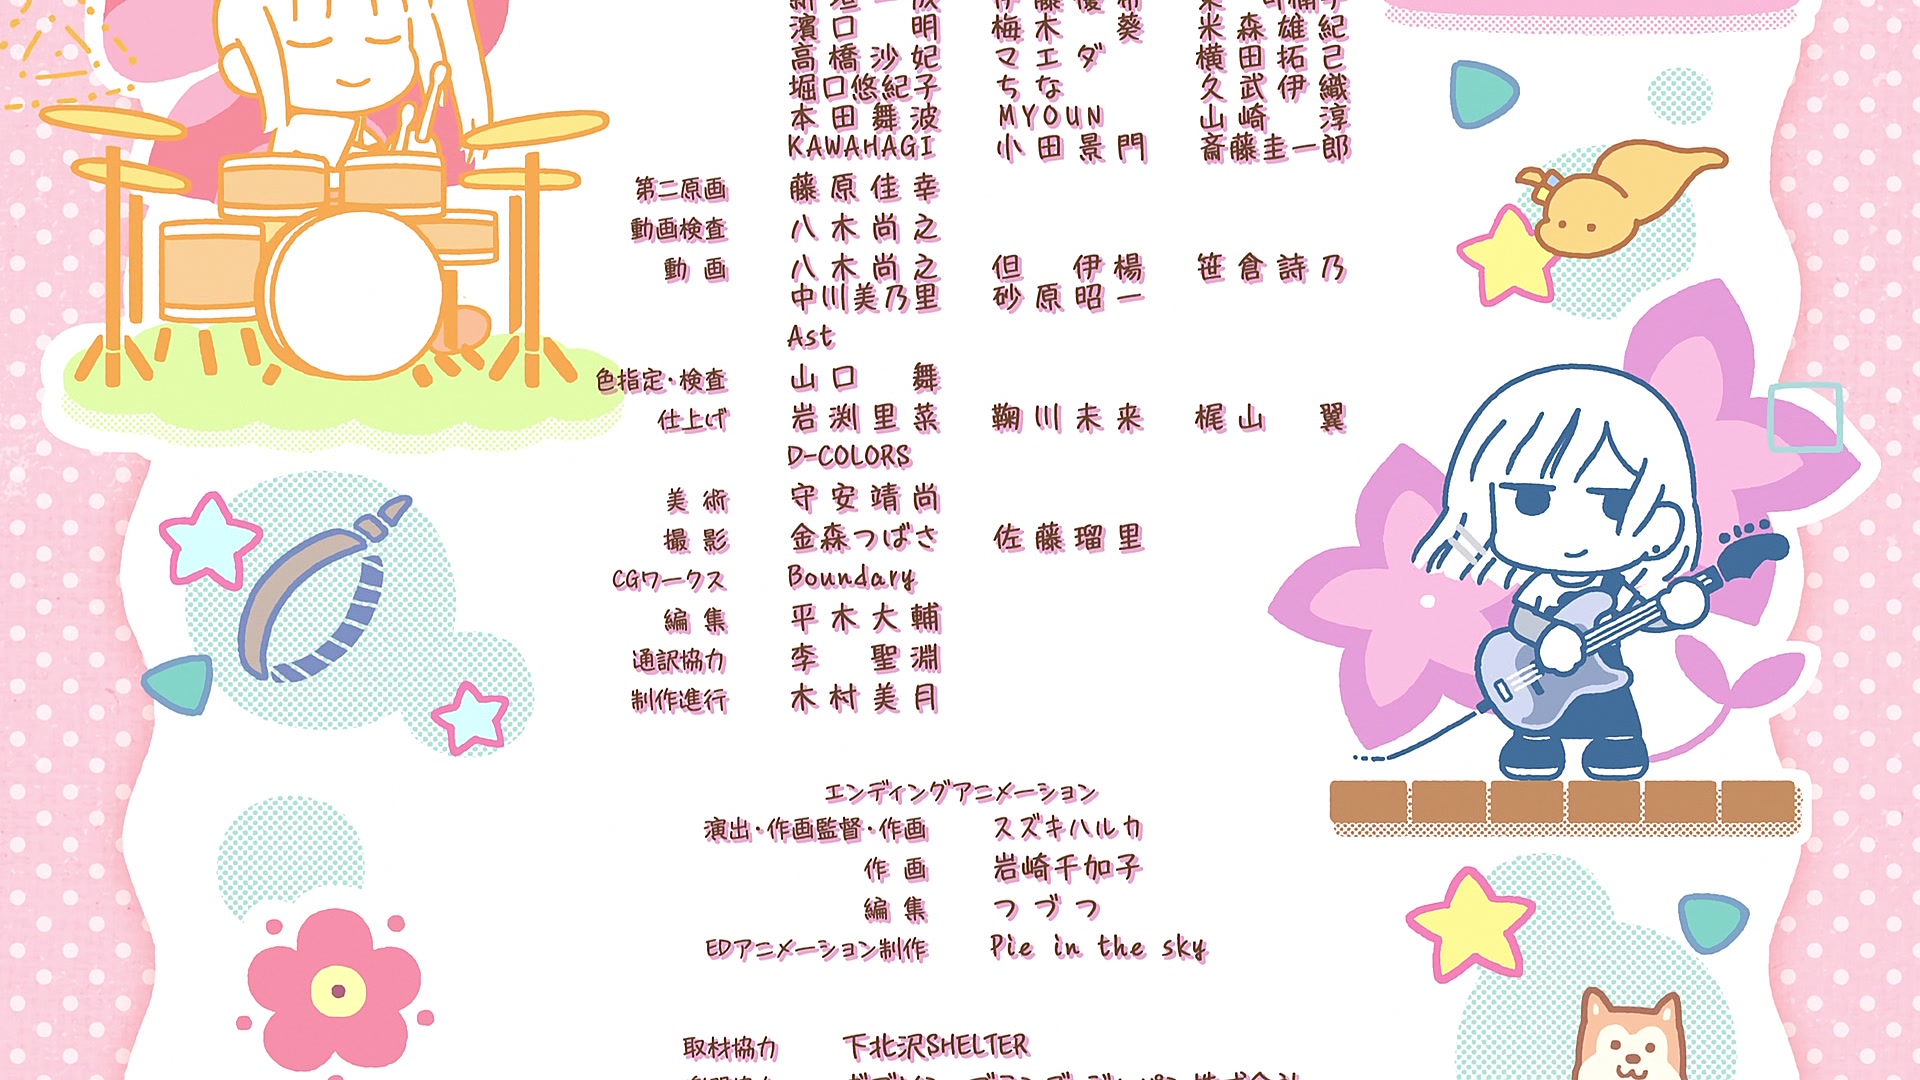 濱口 明 梅木 葵 米森雄紀
高橋沙妃 マエダ 横田拓己
堀口悠紀子 ちな 久武伊織
本田舞波 MYOUN 山崎 淳
KAWAHAGI 小田景門 斎藤圭一郎
第二原画 藤原佳幸
動画検査 八木尚之
動画 八木尚之 但 伊楊 笹倉詩乃
中川美乃里 砂原昭一
Ast
色指定・検査 山口 舞
仕上げ 岩渕里菜 鞠川未来 梶山 翼
D-COLORS
美術 守安靖尚
撮影 金森つばさ 佐藤瑠里
CGワークス Boundary
編集 平木大輔
通訳協力 李 聖淵
制作進行 木村美月
エンディングアニメーション
演出・作画監督・作画 スズキハルカ
作画 岩崎千加子
編集 つづつ
EDアニメーション制作 Pie in the sky
取材協力 下北沢SHELTER